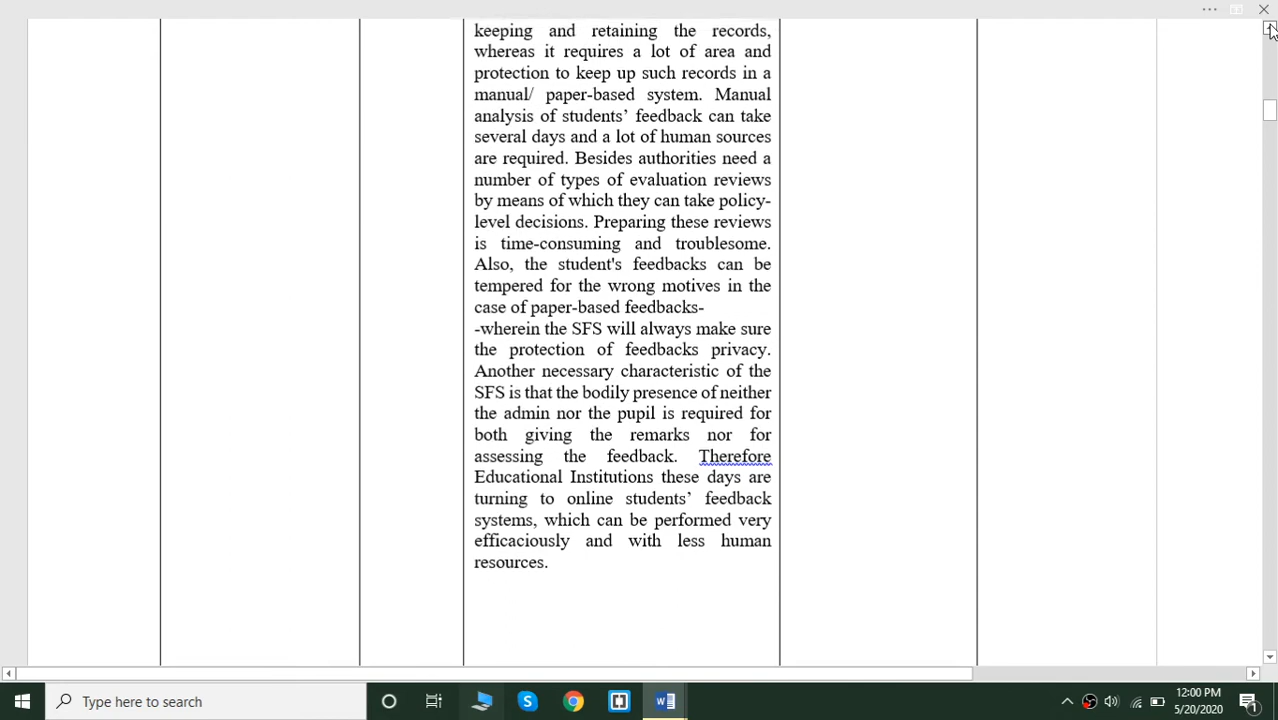 keeping and retaining the records,
whereas it requires a lot of area and
protection to keep up such records in a
manual/ paper-based system. Manual
analysis of students’ feedback can take
several days and a lot of human sources
are required. Besides authorities need a
number of types of evaluation reviews
by means of which they can take policy-
level decisions. Preparing these reviews
is time-consuming and troublesome.
Also, the student's feedbacks can be
tempered for the wrong motives in the
case of paper-based feedbacks-
-wherein the SFS will always make sure
the protection of feedbacks privacy.
Another necessary characteristic of the
SFS is that the bodily presence of neither
the admin nor the pupil is required for
both giving the remarks nor for
assessing the feedback. Therefore
Educational Institutions these days are
turning to online students’ feedback
systems, which can be performed very
efficaciously and with less human
resources.
Type here to search
12:00 PM
5/20/2020